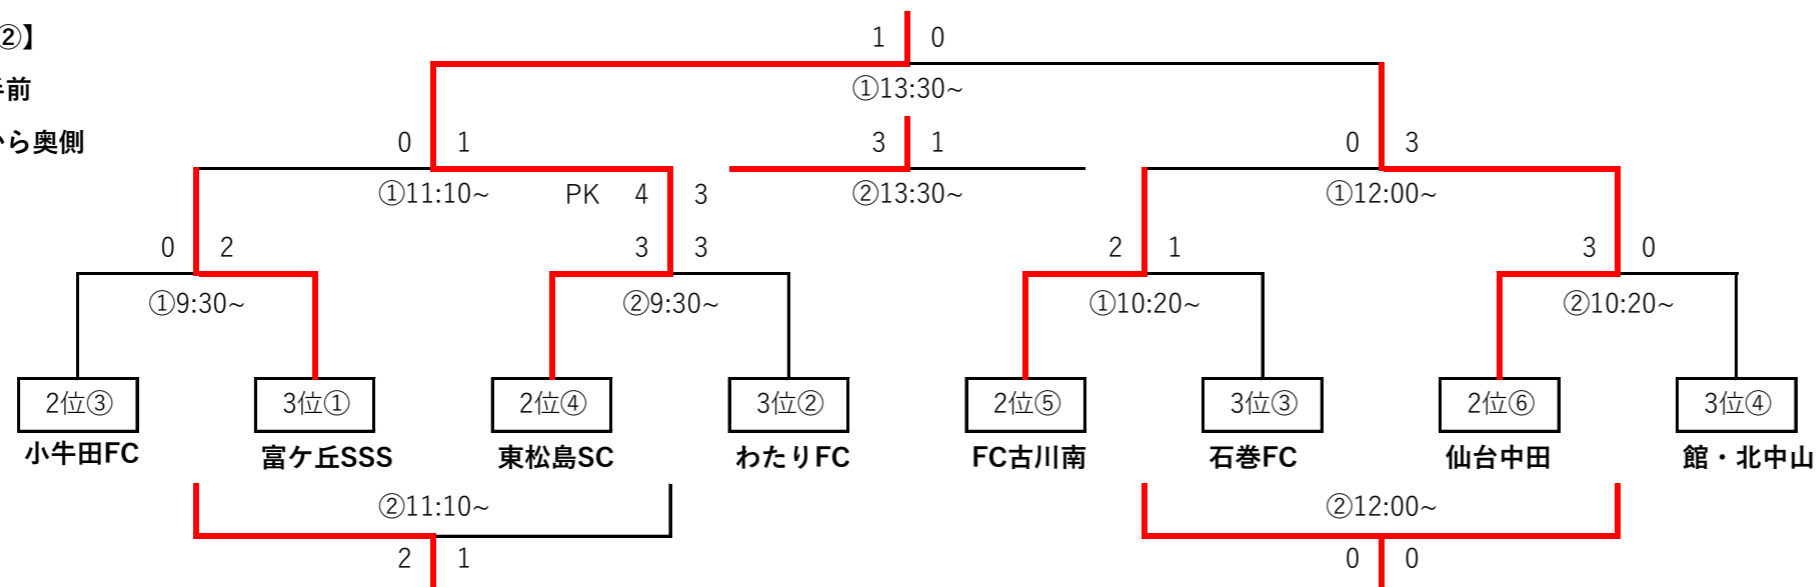 ②】
1 0
手前
①13:30~
から奥側
0 1
3 1
0 3
①11:10~
PK 4 3
②13:30~
①12:00~
0 2
3 3
2 1
3 0
①9:30~
②9:30~
①10:20~
②10:20~
2位③
3位①
2位④
3位②
2位⑤
3位③
2位⑥
3位④
小牛田FC
富ケ丘SSS
東松島SC
わたりFC
FC古川南
石巻FC
仙台中田
館・北中山
②11:10~
②12:00~
2 1
0 0